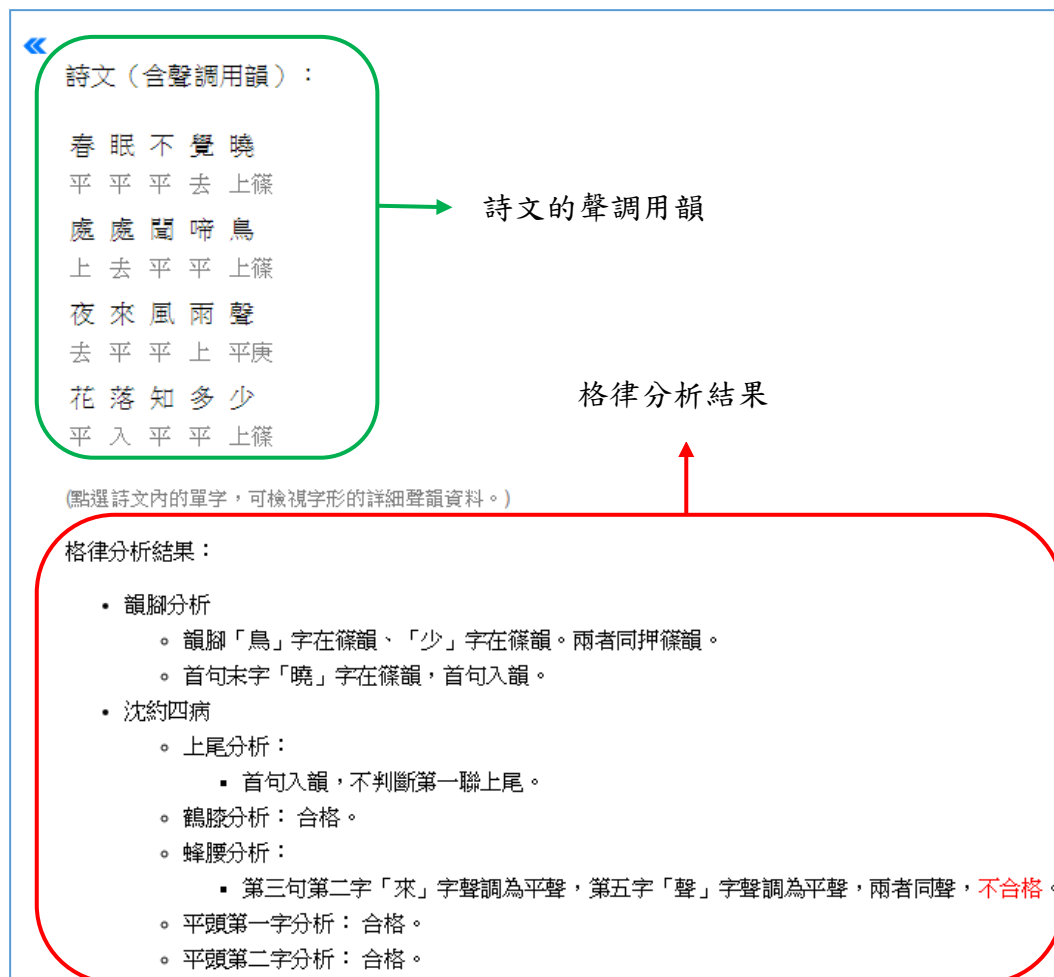 «
詩文（含聲調用韻）：
春 眠 不 覺 曉
平 平 平 去 上篠
處 處 聞 啼 鳥
上 去 平 平 上篠
詩文的聲調用韻
夜 來 風 雨 聲
去 平 平 上 平庚
花 落 知 多 少
平 入 平 平 上篠
格律分析結果
(點選詩文內的單字，可檢視字形的詳細聲韻資料。)
格律分析結果：
• 韻腳分析
◦ 韻腳「鳥」字在篠韻、「少」字在篠韻。兩者同押篠韻。
◦ 首句末字「曉」字在篠韻，首句入韻。
• 沈約四病
◦ 上尾分析：
▪ 首句入韻，不判斷第一聯上尾。
◦ 鶴膝分析： 合格。
◦ 蜂腰分析：
▪ 第三句第二字「來」字聲調為平聲，第五字「聲」字聲調為平聲，兩者同聲，不合格。
◦ 平頭第一字分析： 合格。
◦ 平頭第二字分析： 合格。